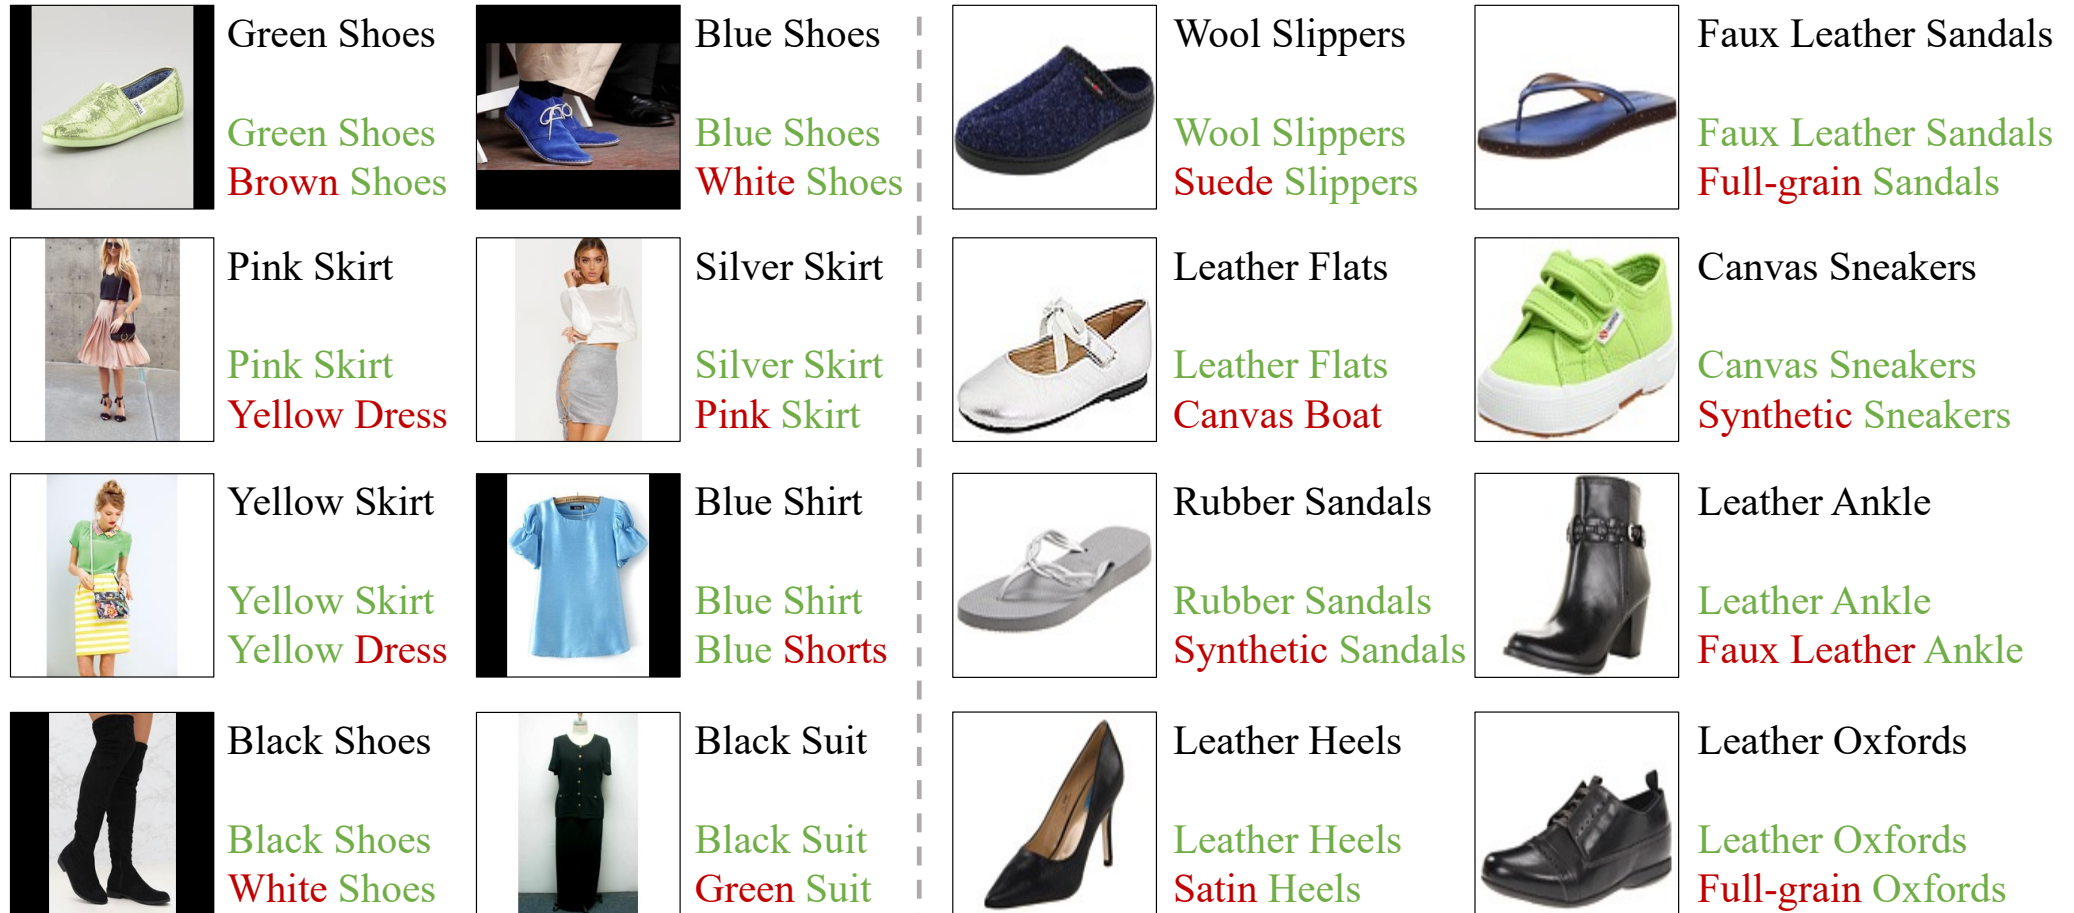 Green Shoes
Green Shoes
Brown Shoes
Blue Shoes
Blue Shoes
White Shoes
Wool Slippers
Wool Slippers
Suede Slippers
Faux Leather Sandals
Faux Leather Sandals
Full-grain Sandals
Pink Skirt
Pink Skirt
Yellow Dress
Silver Skirt
Silver Skirt
Pink Skirt
Leather Flats
Leather Flats
Canvas Boat
Canvas Sneakers
Canvas Sneakers
Synthetic Sneakers
Yellow Skirt
Yellow Skirt
Yellow Dress
Blue Shirt
Blue Shirt
Blue Shorts
Rubber Sandals
Rubber Sandals
Synthetic Sandals
Leather Ankle
Leather Ankle
Faux Leather Ankle
Black Shoes
Black Shoes
White Shoes
Black Suit
Black Suit
Green Suit
Leather Heels
Leather Heels
Satin Heels
Leather Oxfords
Leather Oxfords
Full-grain Oxfords